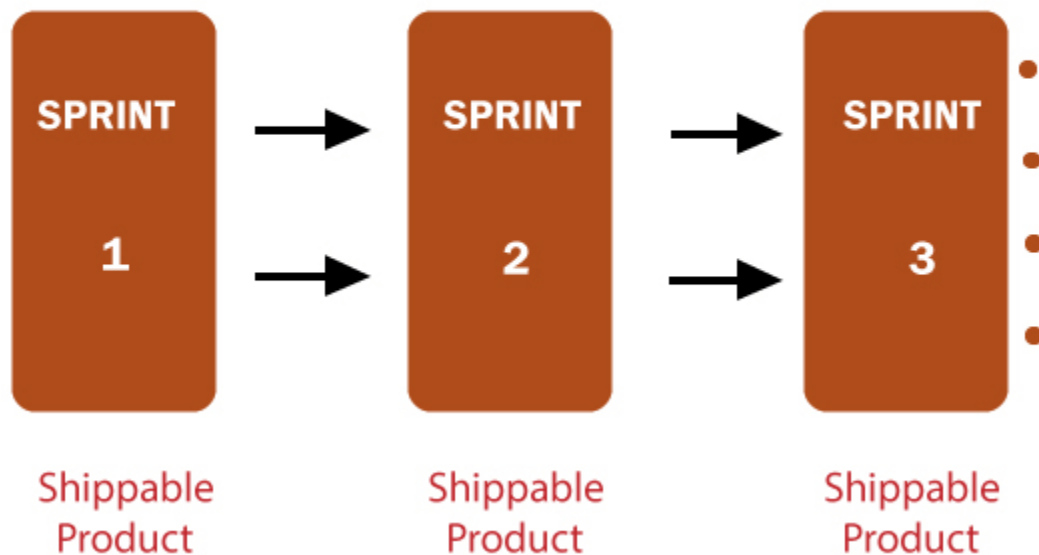 SPRINT
1
SPRINT
2
SPRINT
3
Shippable
Product
Shippable
Product
Shippable
Product